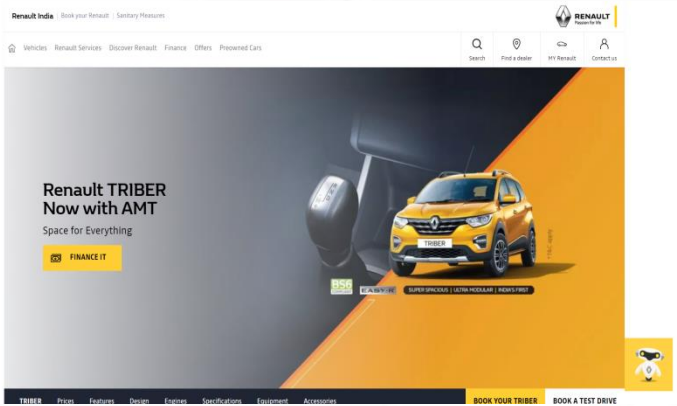 Renault India Book your Renault Sanitary Measures
RENAULT
Passion for life
Vehicles Renault Services Discover Renault Finance Offers Preowned Cars
Search Find a dealer MY Renault Contact us
Renault TRIBER
Now with AMT
Space for Everything
FINANCE IT
TRIBER
T&C apply
BS6
EASY-R SUPER SPACIOUS | ULTRA MODULAR | INDIA'S FIRST
TRIBER Prices Features Design Engines Specifications Equipment Accessories BOOK YOUR TRIBER BOOK A TEST DRIVE